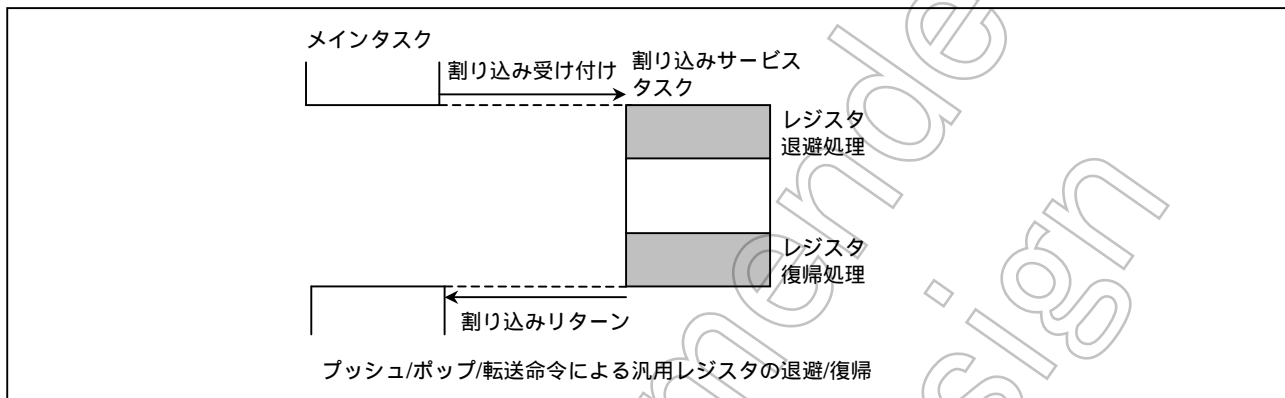 メインタスク
割り込み受け付け
割り込みサービス
タスク
レジスタ
退避処理
レジスタ
復帰処理
割り込みリターン
プッシュ/ポップ/転送命令による汎用レジスタの退避/復帰
mende
sign